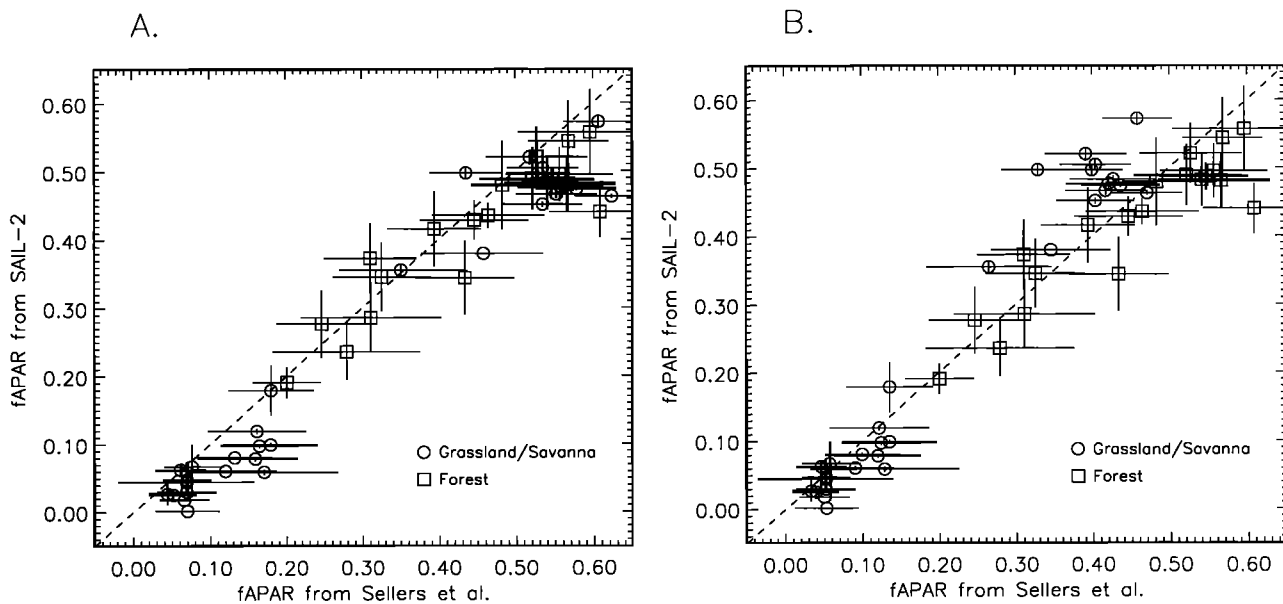 A.
fAPAR from SAIL-2
0.60
0.50
0.40
0.30
0.20
0.10
0.00
Grassland/Savanna
Forest
0.00 0.10 0.20 0.30 0.40 0.50 0.60
fAPAR from Sellers et al.
B.
fAPAR from SAIL-2
0.60
0.50
0.40
0.30
0.20
0.10
0.00
Grassland/Savanna
Forest
0.00 0.10 0.20 0.30 0.40 0.50 0.60
fAPAR from Sellers et al.